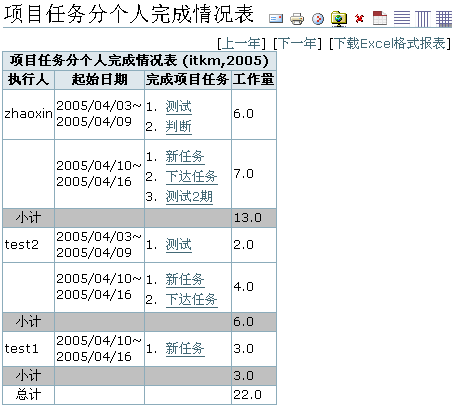 项目任务分个人完成情况表
[上一年] [下一年] [下载Excel格式报表]
项目任务分个人完成情况表 (itkm,2005)
执行人 起始日期 完成项目任务 工作量
zhaoxin 2005/04/03~ 2005/04/09 1. 测试 6.0
2. 判断
2005/04/10~ 2005/04/16 1. 新任务 7.0
2. 下达任务
3. 测试2期
小计 13.0
test2 2005/04/03~ 2005/04/09 1. 测试 2.0
2005/04/10~ 2005/04/16 1. 新任务 4.0
2. 下达任务
小计 6.0
test1 2005/04/10~ 2005/04/16 1. 新任务 3.0
小计 3.0
总计 22.0